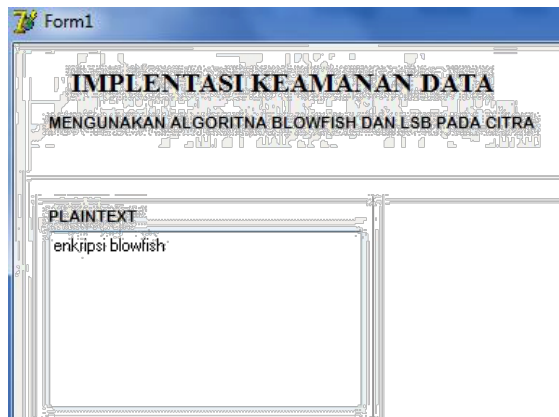 Form1
IMPLENTASI KEAMANAN DATA
MENGUNAKAN ALGORITNA BLOWFISH DAN LSB PADA CITRA
PLAINTEXT
enkripsi blowfish